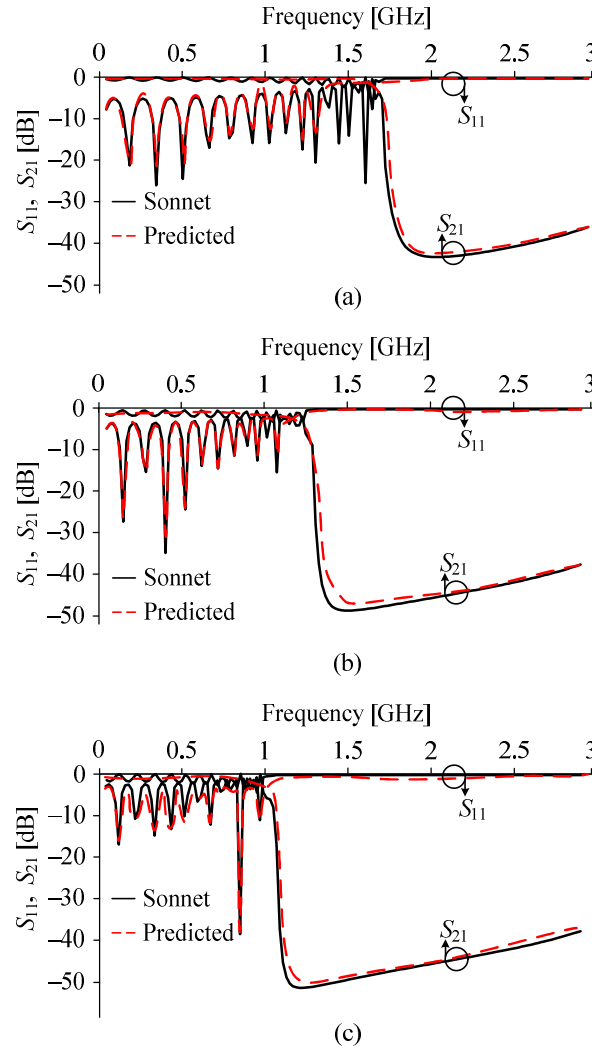 Frequency [GHz]
0 0.5 1 1.5 2 2.5 3
0
−10
−20
−30
−40
−50
S11, S21 [dB]
S11
S21
Sonnet
Predicted
(a)
Frequency [GHz]
0 0.5 1 1.5 2 2.5 3
0
−10
−20
−30
−40
−50
S11, S21 [dB]
S11
S21
Sonnet
Predicted
(b)
Frequency [GHz]
0 0.5 1 1.5 2 2.5 3
0
−10
−20
−30
−40
−50
S11, S21 [dB]
S11
S21
Sonnet
Predicted
(c)